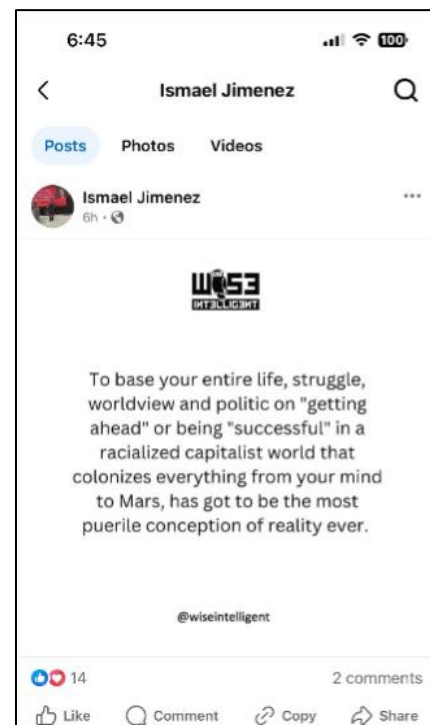 6:45
100
Ismael Jimenez
Posts Photos Videos
Ismael Jimenez
6h
WIS3
INT3LLIG3NT
To base your entire life, struggle,
worldview and politic on "getting
ahead" or being "successful" in a
racialized capitalist world that
colonizes everything from your mind
to Mars, has got to be the most
puerile conception of reality ever.
@wiseintelligent
14 2 comments
Like Comment Copy Share